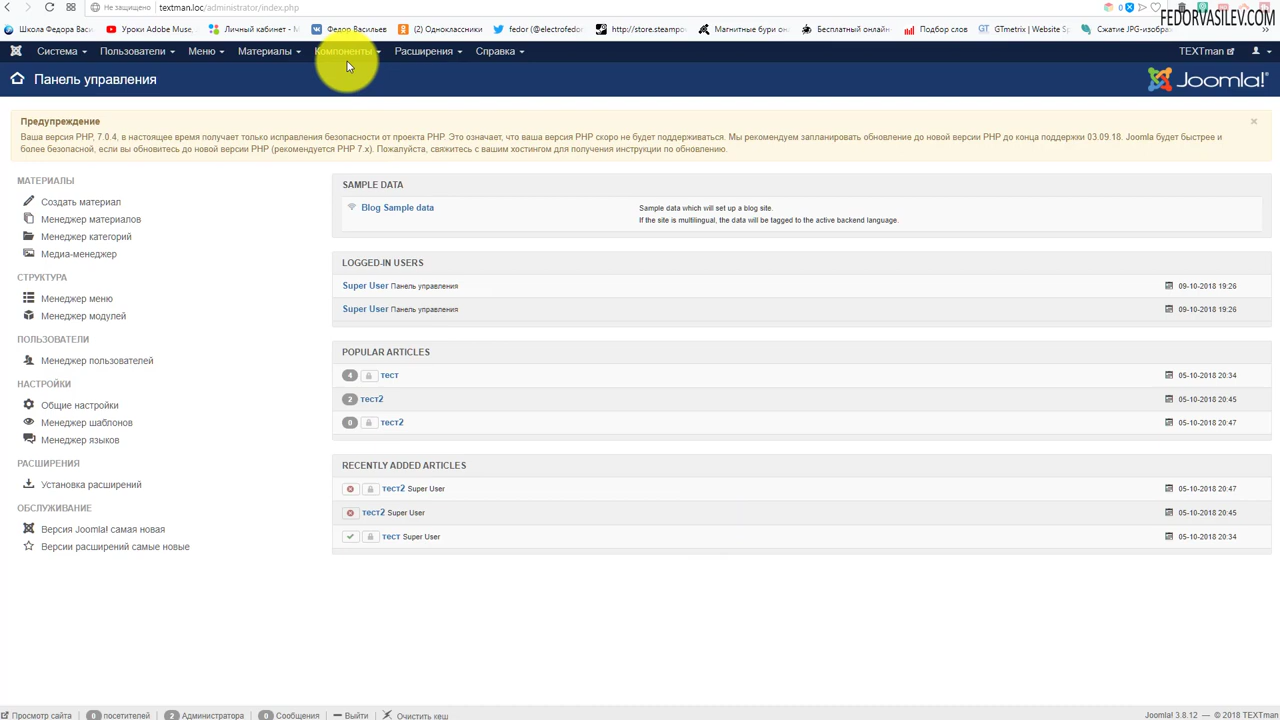 Не защищено textman.loc/administrator/index.php
FEDORVASILEV.COM
Школа Федора Васи
Уроки Adobe Muse,
Личный кабинет - М
Федор Васильев
(2) Одноклассники
fedor (@electrofedo
http://store.steampo
Магнитные бури он
Бесплатный онлайн
Подбор слов
GTmetrix | Website S
Сжатие JPG-изобра
Система Пользователи Меню Материалы Компоненты Расширения Справка TEXTman
Панель управления
Joomla!®
Предупреждение
Ваша версия PHP, 7.0.4, в настоящее время получает только исправления безопасности от проекта PHP. Это означает, что ваша версия PHP скоро не будет поддерживаться. Мы рекомендуем запланировать обновление до новой версии PHP до конца поддержки 03.09.18. Joomla будет быстрее и
более безопасной, если вы обновитесь до новой версии PHP (рекомендуется PHP 7.x). Пожалуйста, свяжитесь с вашим хостингом для получения инструкции по обновлению.
МАТЕРИАЛЫ
Создать материал
Менеджер материалов
Менеджер категорий
Медиа-менеджер
СТРУКТУРА
Менеджер меню
Менеджер модулей
ПОЛЬЗОВАТЕЛИ
Менеджер пользователей
НАСТРОЙКИ
Общие настройки
Менеджер шаблонов
Менеджер языков
РАСШИРЕНИЯ
Установка расширений
ОБСЛУЖИВАНИЕ
Версия Joomla! самая новая
Версии расширений самые новые
SAMPLE DATA
Blog Sample data
Sample data which will set up a blog site.
If the site is multilingual, the data will be tagged to the active backend language.
LOGGED-IN USERS
Super User Панель управления 09-10-2018 19:26
Super User Панель управления 09-10-2018 19:26
POPULAR ARTICLES
4 тест 05-10-2018 20:34
2 тест2 05-10-2018 20:45
0 тест2 05-10-2018 20:47
RECENTLY ADDED ARTICLES
тест2 Super User 05-10-2018 20:47
тест2 Super User 05-10-2018 20:45
тест Super User 05-10-2018 20:34
Просмотр сайта 0 посетителей 2 Администратора 0 Сообщения Выйти Очистить кеш Joomla! 3.8.12 — © 2018 TEXTman